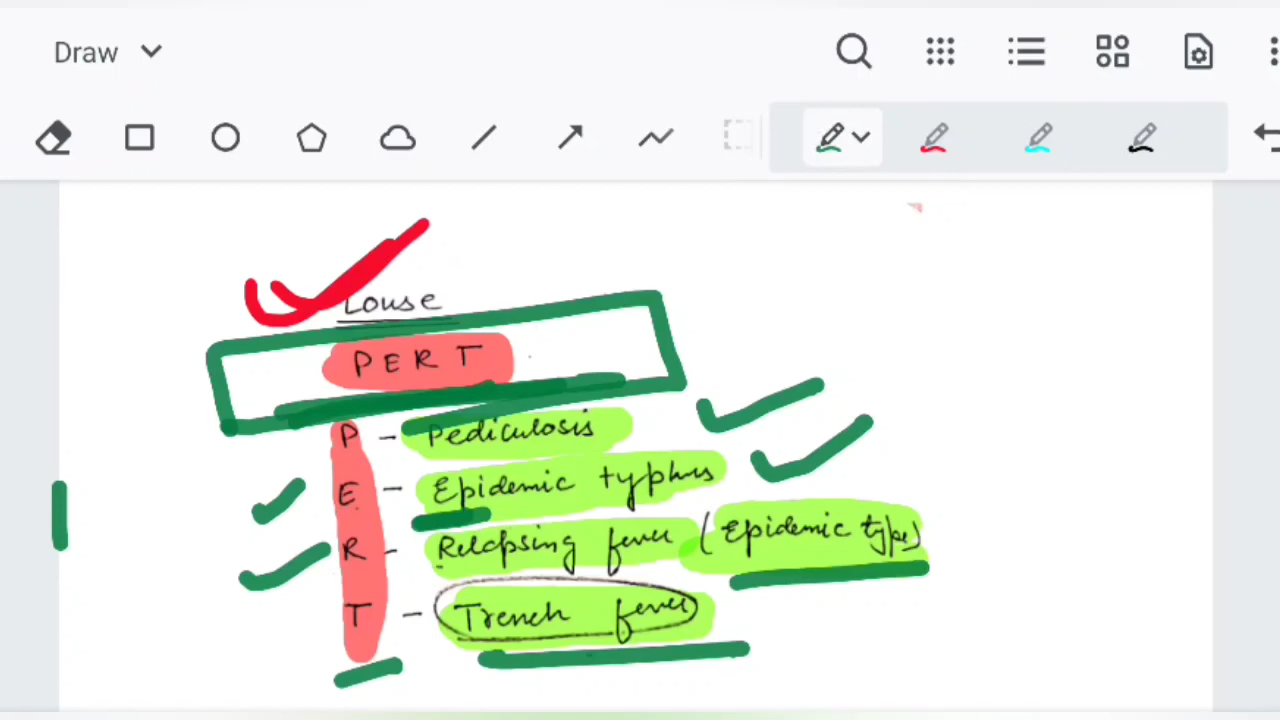 Draw
Louse
PERT
P - Pediculosis
E - Epidemic typhus
R - Relapsing fever (Epidemic type)
T - Trench fever